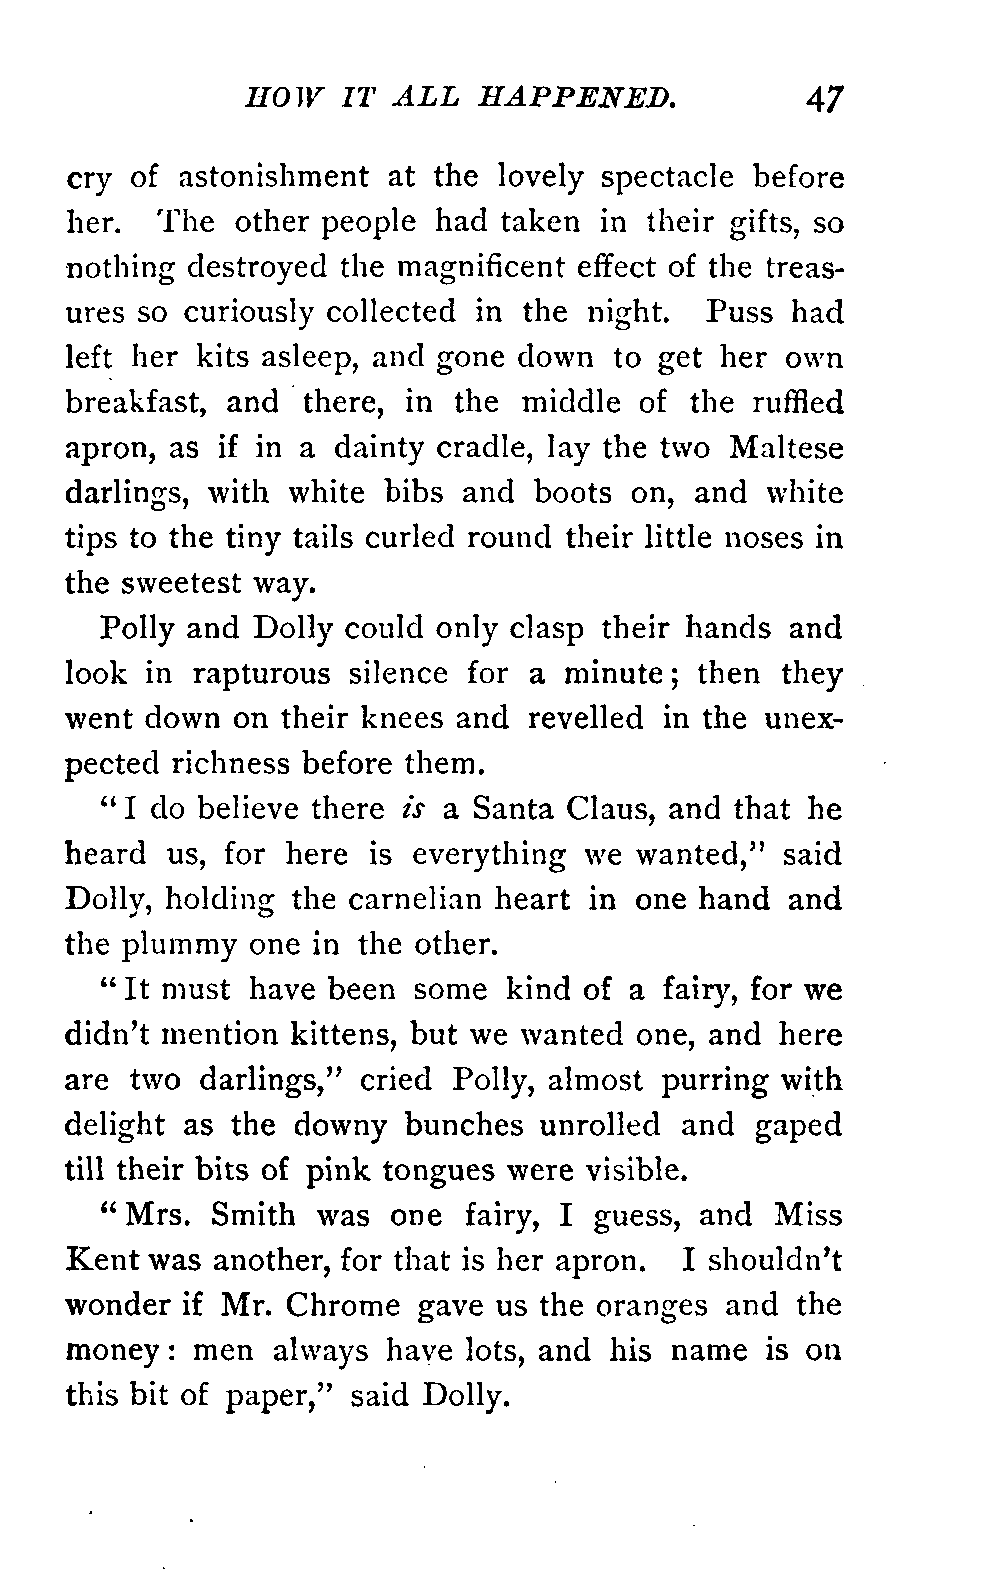 HOW IT ALL HAPPENED. 47
cry of astonishment at the lovely spectacle before
her. The other people had taken in their gifts, so
nothing destroyed the magnificent effect of the treas-
ures so curiously collected in the night. Puss had
left her kits asleep, and gone down to get her own
breakfast, and there, in the middle of the ruffled
apron, as if in a dainty cradle, lay the two Maltese
darlings, with white bibs and boots on, and white
tips to the tiny tails curled round their little noses in
the sweetest way.
Polly and Dolly could only clasp their hands and
look in rapturous silence for a minute; then they
went down on their knees and revelled in the unex-
pected richness before them.
"I do believe there is a Santa Claus, and that he
heard us, for here is everything we wanted," said
Dolly, holding the carnelian heart in one hand and
the plummy one in the other.
"It must have been some kind of a fairy, for we
didn't mention kittens, but we wanted one, and here
are two darlings," cried Polly, almost purring with
delight as the downy bunches unrolled and gaped
till their bits of pink tongues were visible.
"Mrs. Smith was one fairy, I guess, and Miss
Kent was another, for that is her apron. I shouldn't
wonder if Mr. Chrome gave us the oranges and the
money: men always have lots, and his name is on
this bit of paper," said Dolly.